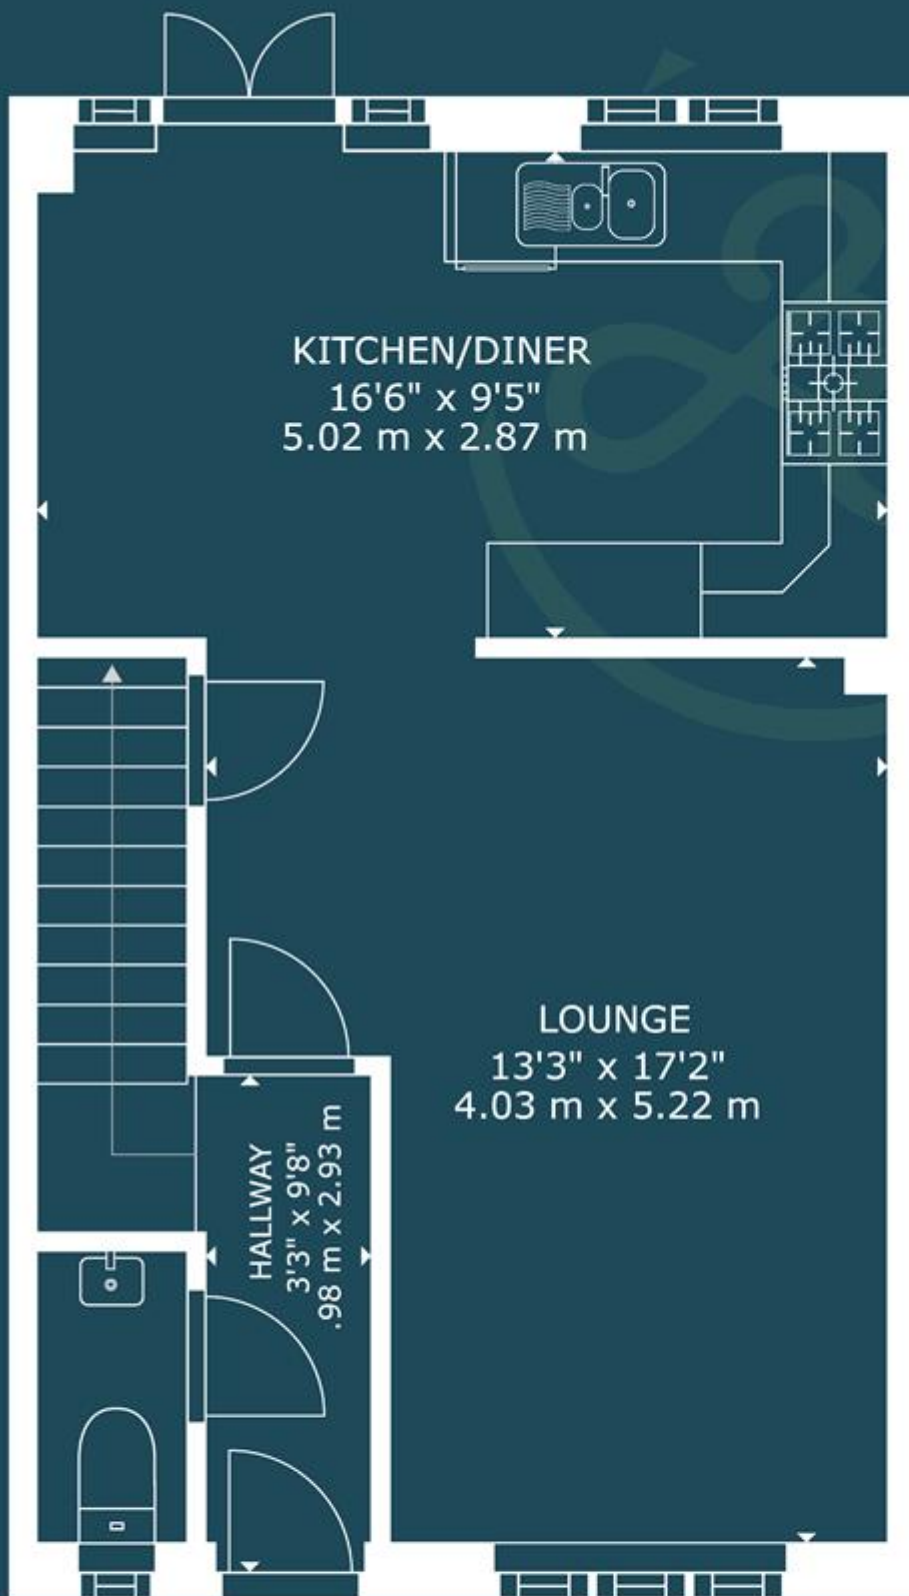 KITCHEN/DINER
16'6" x 9'5"
5.02 m x 2.87 m
LOUNGE
13'3" x 17'2"
4.03 m x 5.22 m
HALLWAY
3'3" x 9'8"
.98 m x 2.93 m